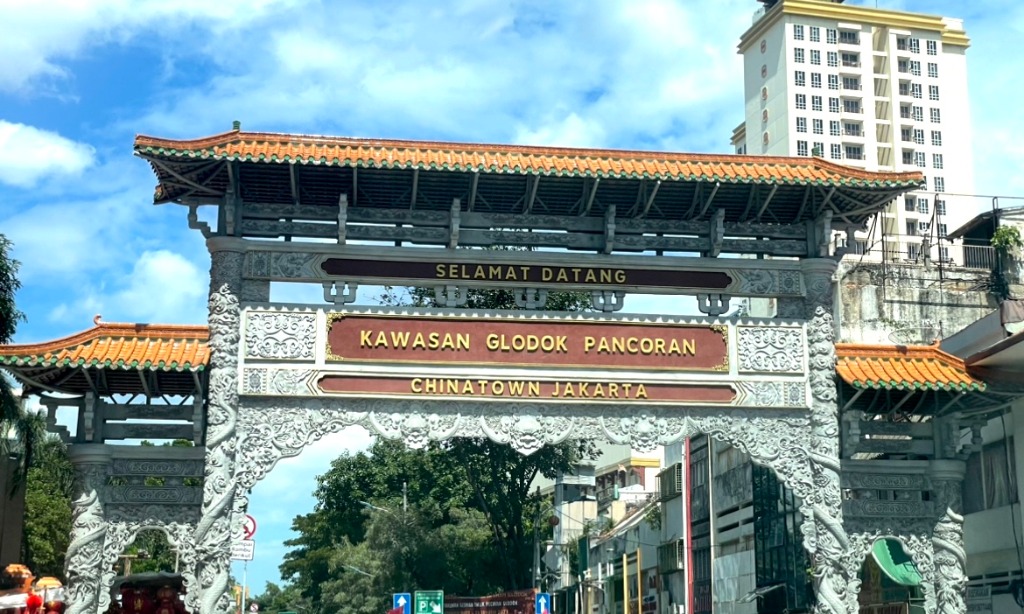 SELAMAT DATANG
KAWASAN GLODOK PANCORAN
CHINATOWN JAKARTA